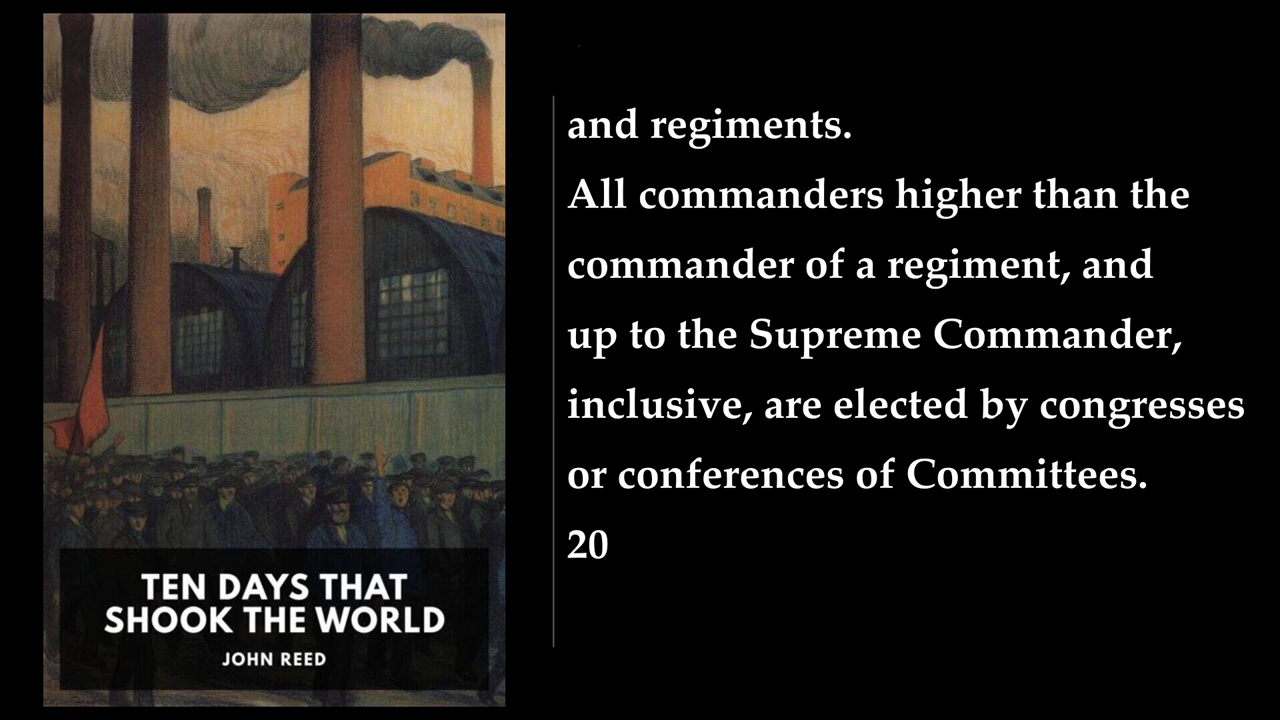 TEN DAYS THAT
SHOOK THE WORLD
JOHN REED
and regiments.
All commanders higher than the
commander of a regiment, and
up to the Supreme Commander,
inclusive, are elected by congresses
or conferences of Committees.
20